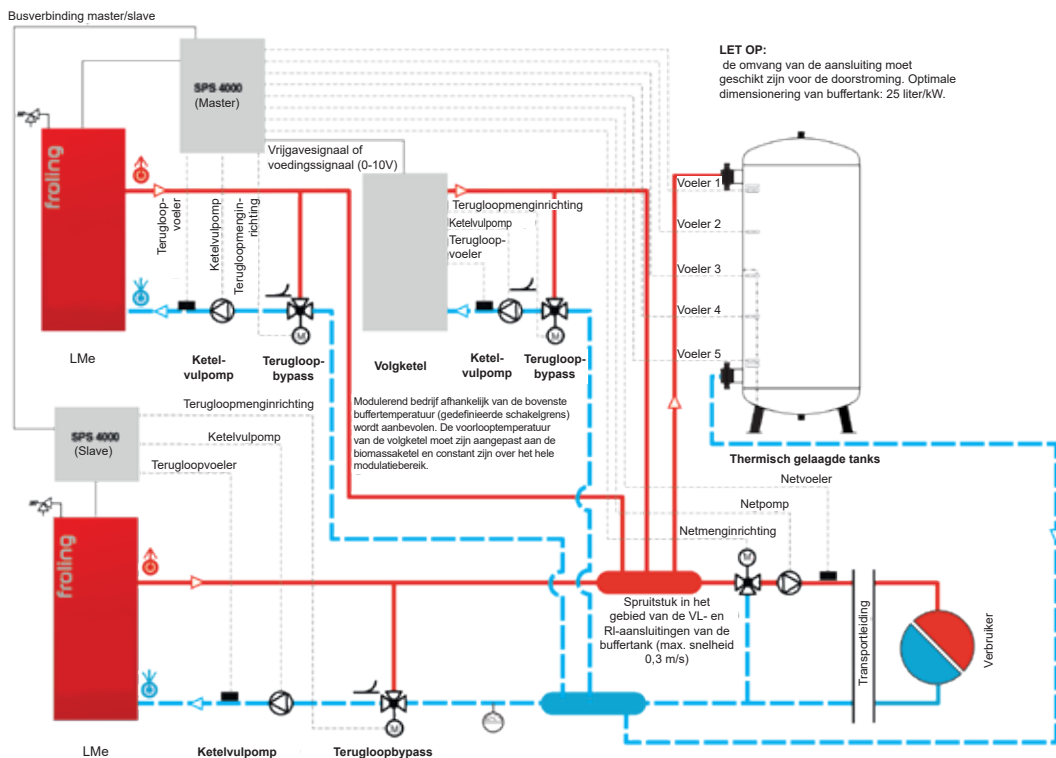 Busverbinding master/slave
SPS 4000
(Master)
LET OP:
de omvang van de aansluiting moet
geschikt zijn voor de doorstroming. Optimale
dimensionering van buffertank: 25 liter/kW.
froling
Vrijgavesignaal of
voedingssignaal (0-10V)
Terugloop-
voeler
Ketelvulpomp
Terugloopmengin-
richting
Terugloopmenginrichting
Ketelvulpomp
Terugloop-
voeler
Voeler 1
Voeler 2
Voeler 3
Voeler 4
Voeler 5
M
M
LMe
Ketel-
vulpomp
Terugloop-
bypass
Volgketel
Ketel-
vulpomp
Terugloop-
bypass
Modulerend bedrijf afhankelijk van de bovenste
buffertemperatuur (gedefinieerde schakelgrens)
wordt aanbevolen. De voorlooptemperatuur
van de volgketel moet zijn aangepast aan de
biomassaketel en constant zijn over het hele
modulatiebereik.
Thermisch gelaagde tanks
SPS 4000
(Slave)
Terugloopmenginrichting
Ketelvulpomp
Terugloopvoeler
Netvoeler
Netpomp
Netmenginrichting
M
froling
Spruitstuk in het
gebied van de VL- en
Rl-aansluitingen van de
buffertank (max. snelheid
0,3 m/s)
Transportleiding
Verbruiker
M
LMe
Ketelvulpomp
Terugloopbypass